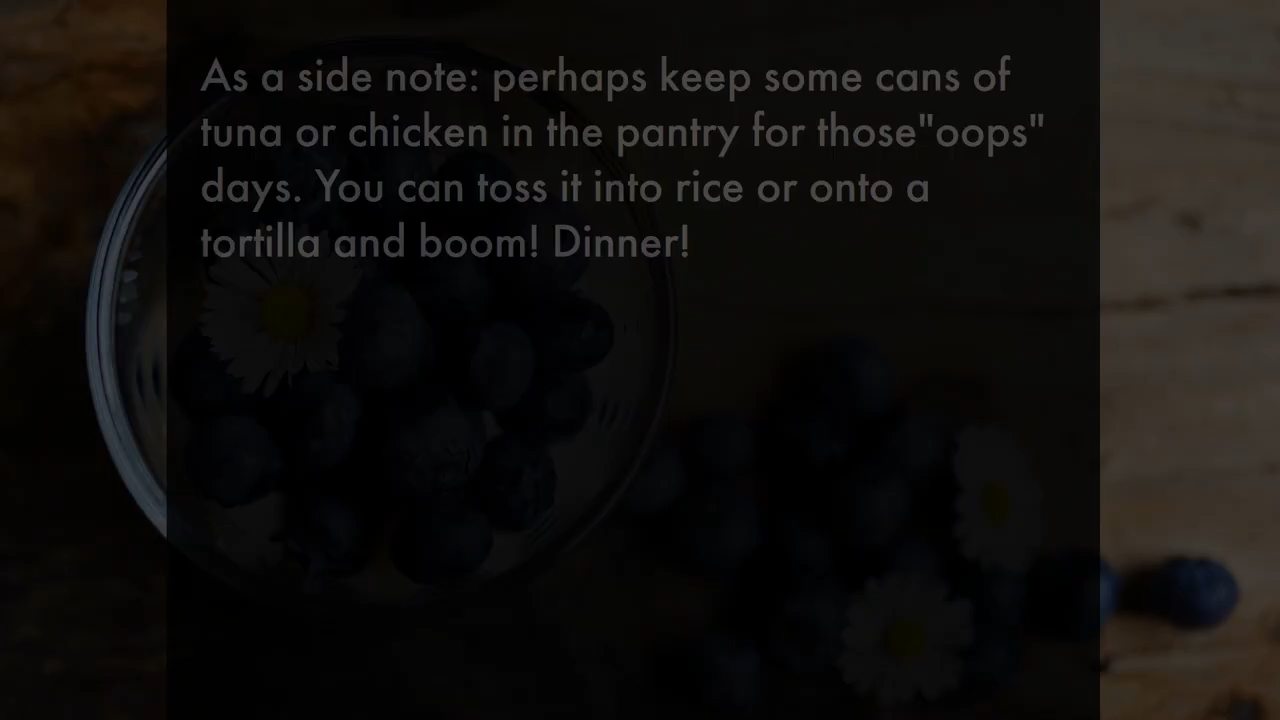 As a side note: perhaps keep some cans of
tuna or chicken in the pantry for those"oops"
days. You can toss it into rice or onto a
tortilla and boom! Dinner!